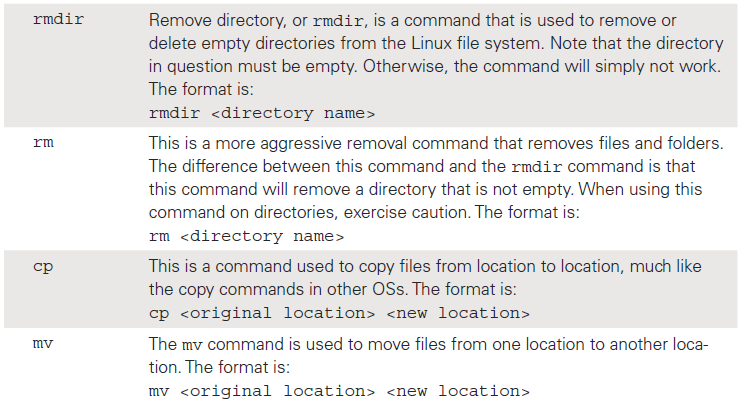 rmdir Remove directory, or rmdir, is a command that is used to remove or
delete empty directories from the Linux file system. Note that the directory
in question must be empty. Otherwise, the command will simply not work.
The format is:
rmdir <directory name>
rm This is a more aggressive removal command that removes files and folders.
The difference between this command and the rmdir command is that
this command will remove a directory that is not empty. When using this
command on directories, exercise caution. The format is:
rm <directory name>
cp This is a command used to copy files from location to location, much like
the copy commands in other OSs. The format is:
cp <original location> <new location>
mv The mv command is used to move files from one location to another loca-
tion. The format is:
mv <original location> <new location>